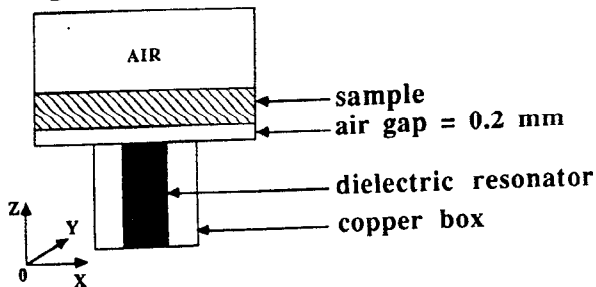 AIR
sample
air gap = 0.2 mm
dielectric resonator
copper box
Z
Y
0
X